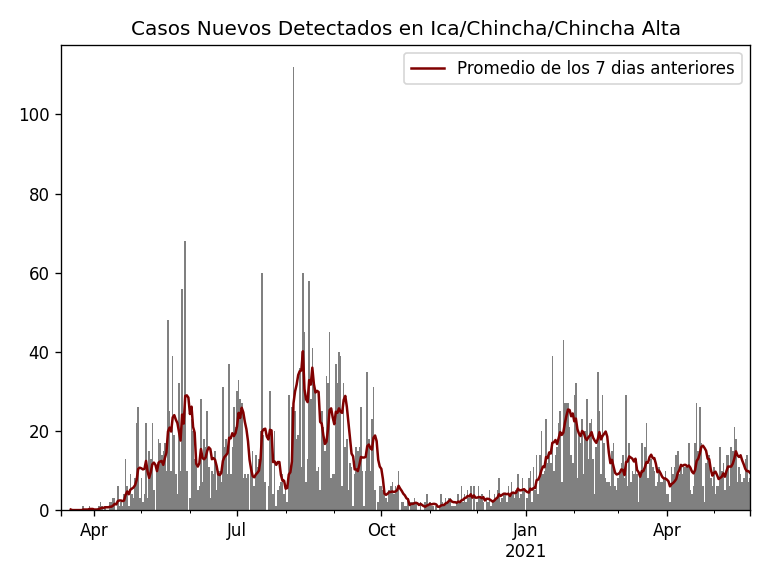 Casos Nuevos Detectados en Ica/Chincha/Chincha Alta
Promedio de los 7 dias anteriores
100
80
60
40
20
0
Apr Jul Oct Jan Apr
2021